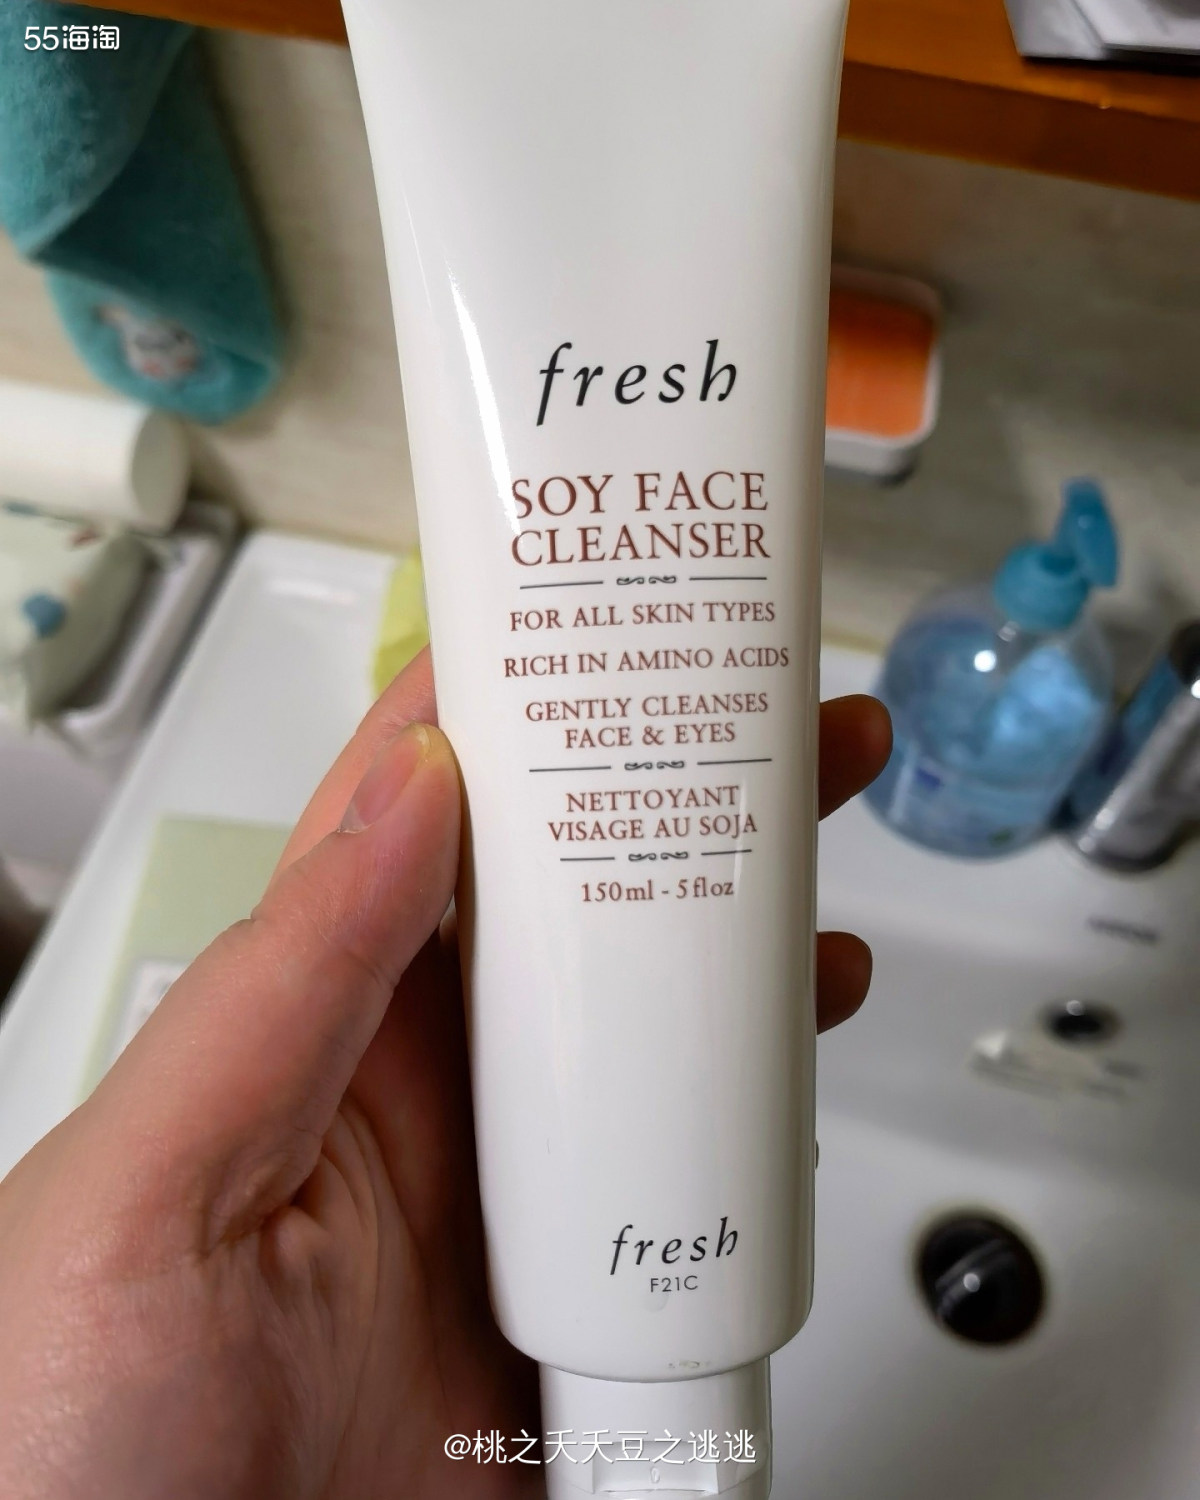 55海淘
fresh
SOY FACE
CLEANSER
FOR ALL SKIN TYPES
RICH IN AMINO ACIDS
GENTLY CLEANSES
FACE & EYES
NETTOYANT
VISAGE AU SOJA
150ml - 5 fl oz
fresh
F21C
@桃之夭夭豆之逃逃